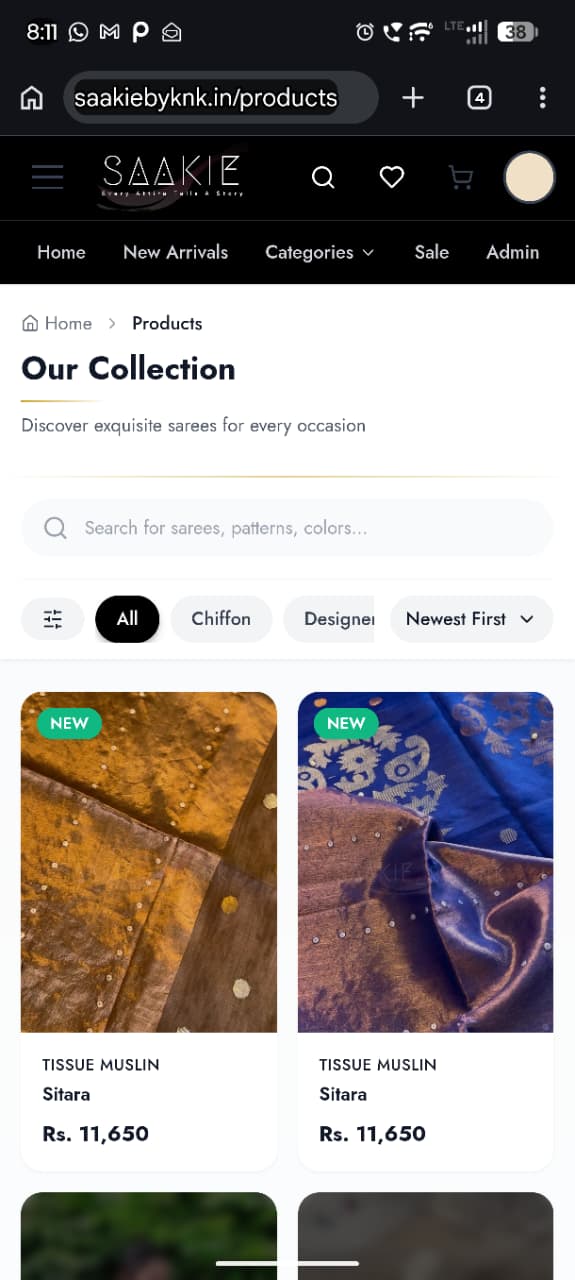 8:11
LTE
38
saakiebyknk.in/products
4
SAAKIE
Every Attire Tells A Story
Home New Arrivals Categories Sale Admin
Home > Products
Our Collection
Discover exquisite sarees for every occasion
Search for sarees, patterns, colors...
All Chiffon Designer Newest First
NEW NEW
TISSUE MUSLIN TISSUE MUSLIN
Sitara Sitara
Rs. 11,650 Rs. 11,650